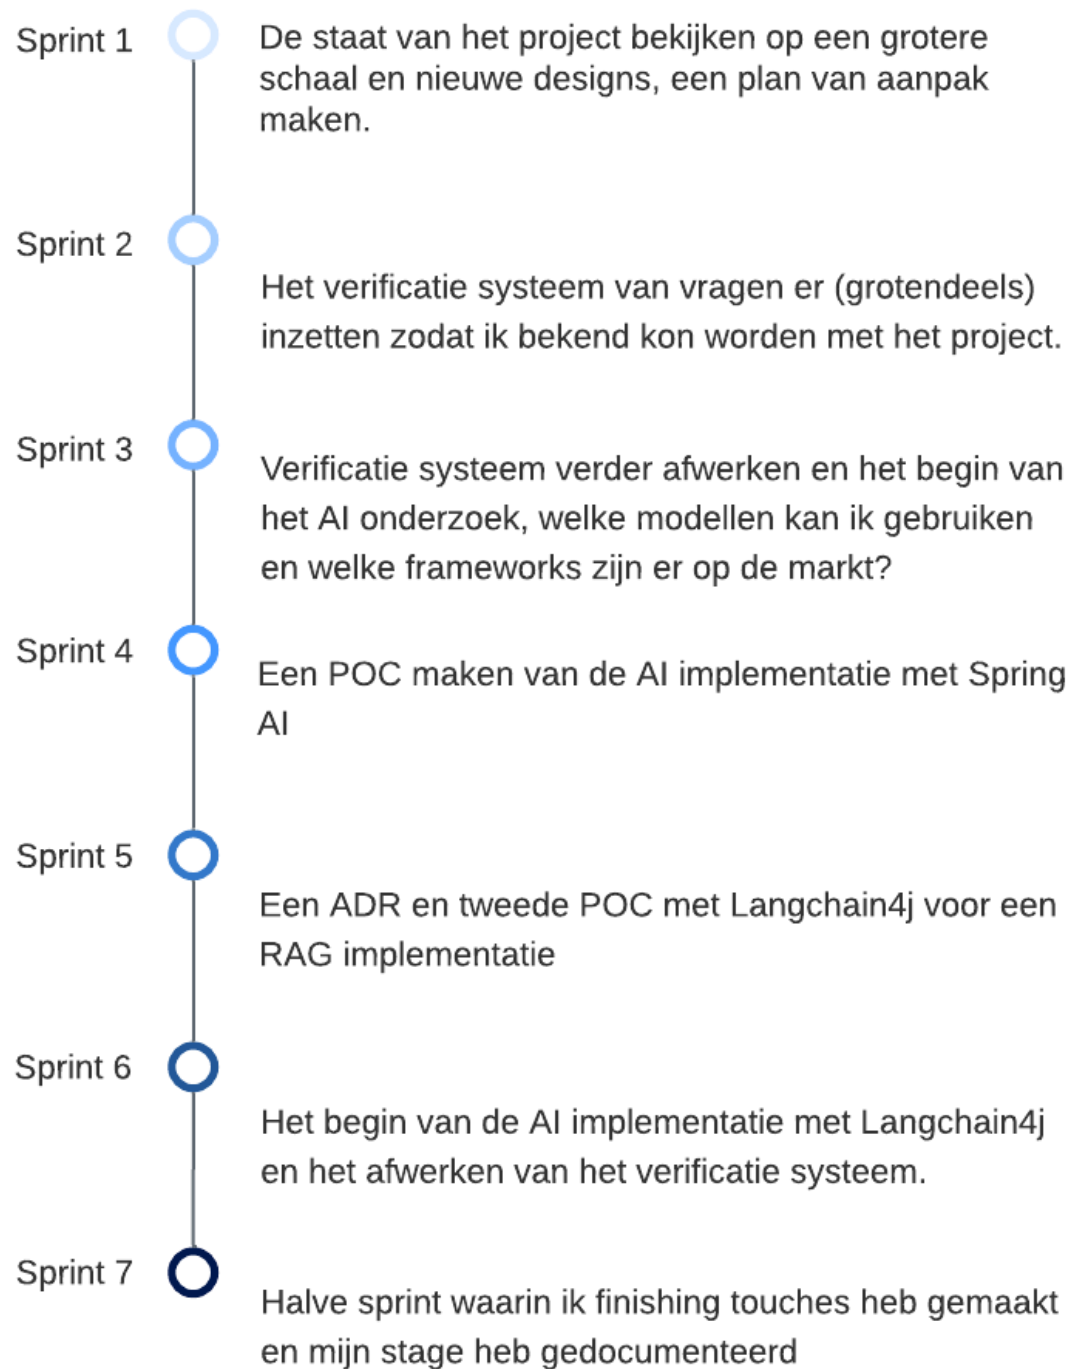 Sprint 1
De staat van het project bekijken op een grotere
schaal en nieuwe designs, een plan van aanpak
maken.
Sprint 2
Het verificatie systeem van vragen er (grotendeels)
inzetten zodat ik bekend kon worden met het project.
Sprint 3
Verificatie systeem verder afwerken en het begin van
het AI onderzoek, welke modellen kan ik gebruiken
en welke frameworks zijn er op de markt?
Sprint 4
Een POC maken van de AI implementatie met Spring
AI
Sprint 5
Een ADR en tweede POC met Langchain4j voor een
RAG implementatie
Sprint 6
Het begin van de AI implementatie met Langchain4j
en het afwerken van het verificatie systeem.
Sprint 7
Halve sprint waarin ik finishing touches heb gemaakt
en mijn stage heb gedocumenteerd